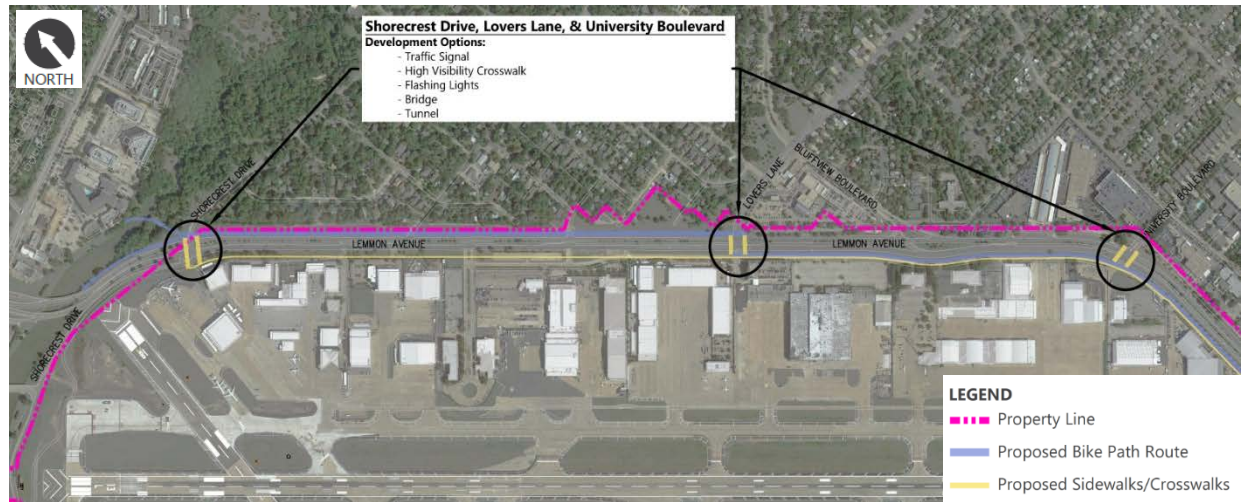 NORTH
Shorecrest Drive, Lovers Lane, & University Boulevard
Development Options:
- Traffic Signal
- High Visibility Crosswalk
- Flashing Lights
- Bridge
- Tunnel
SHORECREST DRIVE
LOVERS LANE
BLUFFVIEW BOULEVARD
UNIVERSITY BOULEVARD
LEMMON AVENUE
LEMMON AVENUE
SHORECREST DRIVE
LEGEND
Property Line
Proposed Bike Path Route
Proposed Sidewalks/Crosswalks